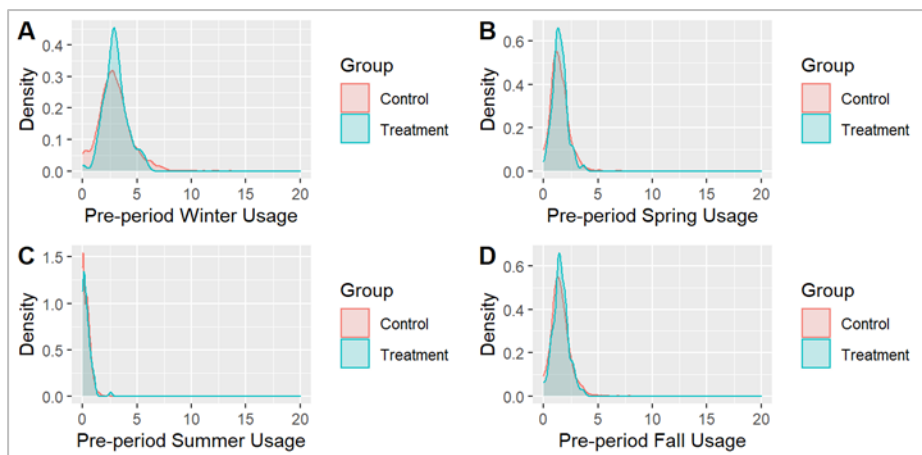 A
Density
0.4
0.3
0.2
0.1
0.0
0 5 10 15 20
Pre-period Winter Usage
Group
Control
Treatment
B
Density
0.6
0.4
0.2
0.0
0 5 10 15 20
Pre-period Spring Usage
Group
Control
Treatment
C
Density
1.5
1.0
0.5
0.0
0 5 10 15 20
Pre-period Summer Usage
Group
Control
Treatment
D
Density
0.6
0.4
0.2
0.0
0 5 10 15 20
Pre-period Fall Usage
Group
Control
Treatment